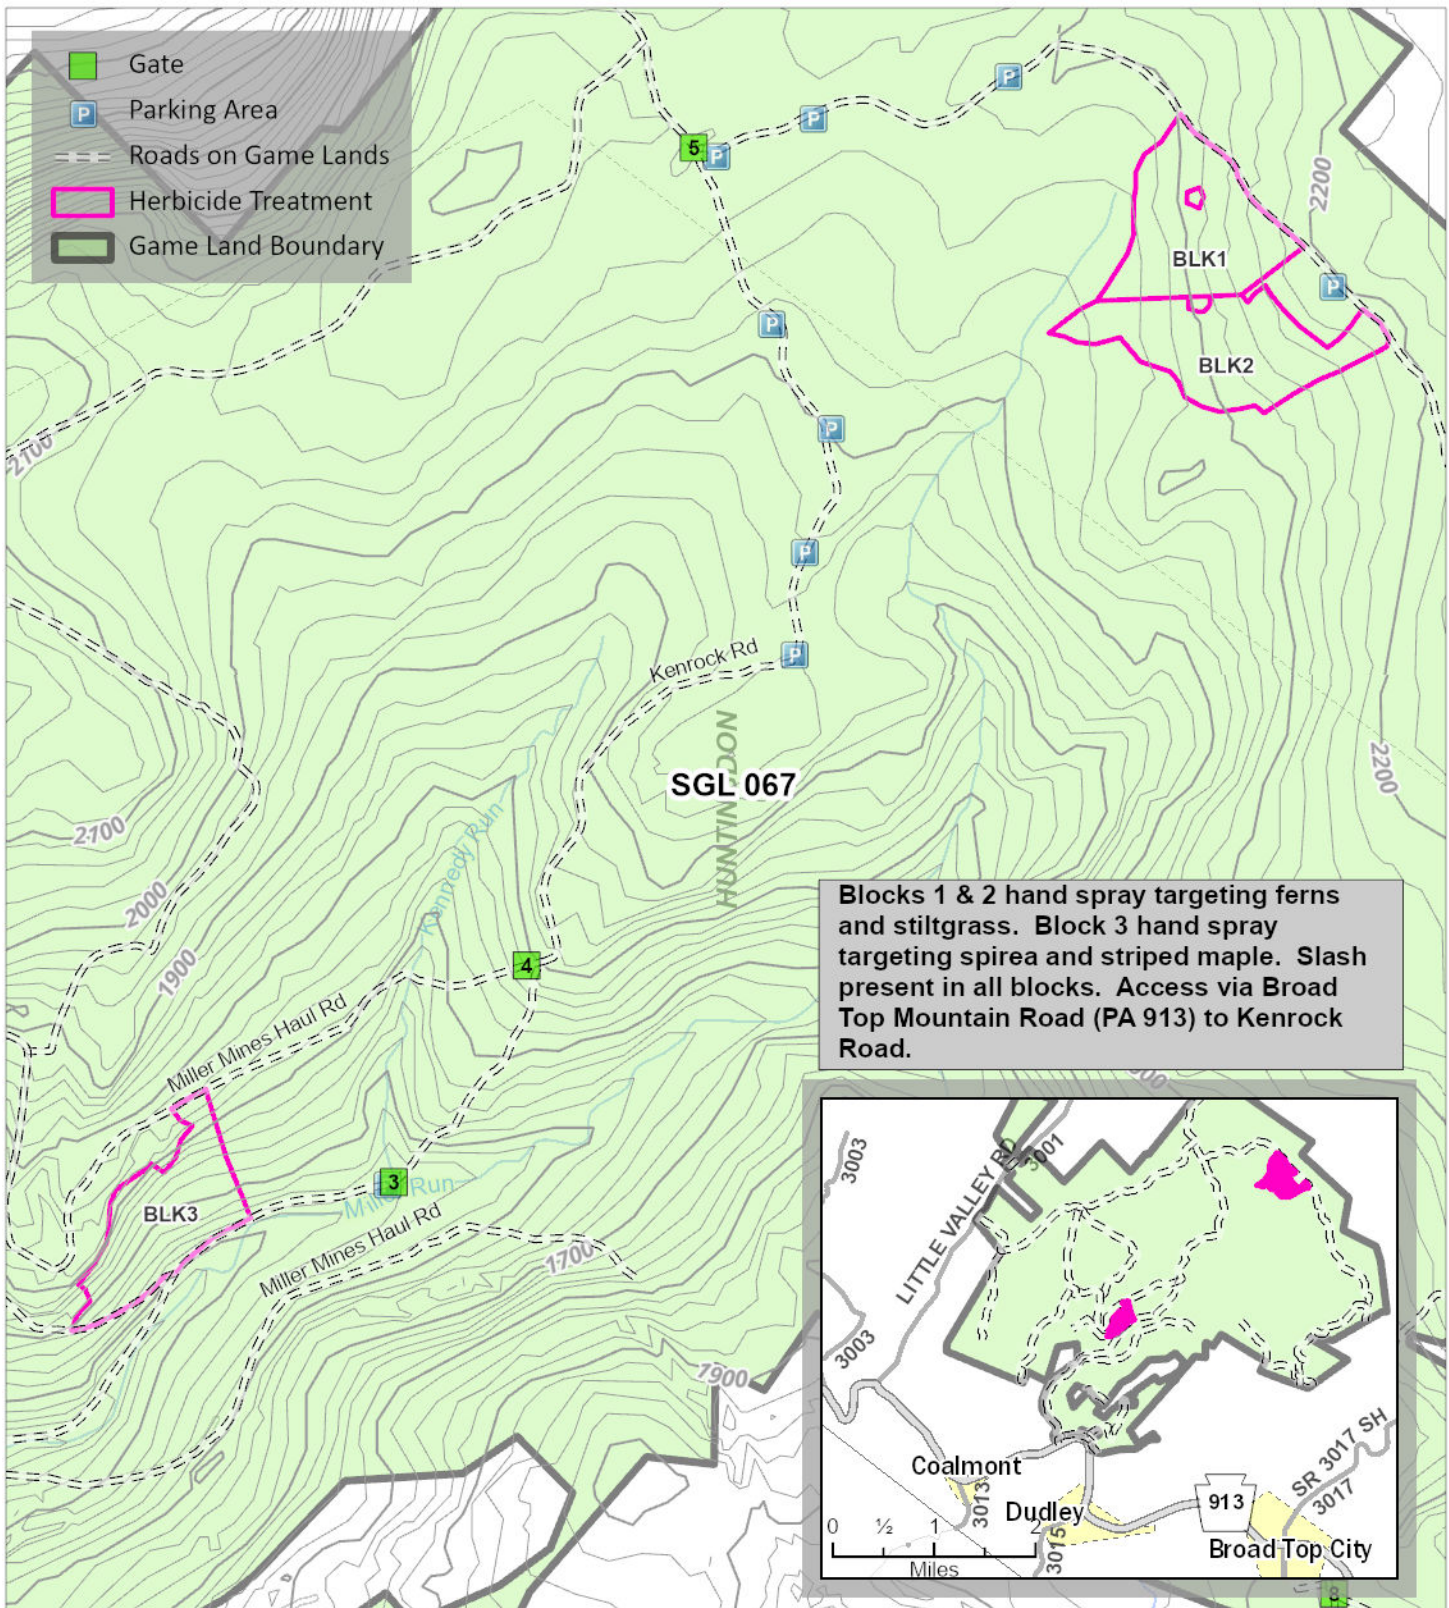 Gate
P Parking Area
Roads on Game Lands
Herbicide Treatment
Game Land Boundary
P
P
5
P
2200
BLK1
P
P
BLK2
P
2100
P
Kenrock Rd
P
2200
SGL 067
2100
Kennedy Run
2000
1900
4
Miller Mines Haul Rd
Blocks 1 & 2 hand spray targeting ferns
and stiltgrass. Block 3 hand spray
targeting spirea and striped maple. Slash
present in all blocks. Access via Broad
Top Mountain Road (PA 913) to Kenrock
Road.
3
Run
BLK3
Miller Mines Haul Rd
1700
1900
3003
LITTLE VALLEY RD
3001
3003
Coalmont
3013
Dudley
3015
913
SR 3017 SH
3017
Broad Top City
0 ½ 1 2
Miles
8